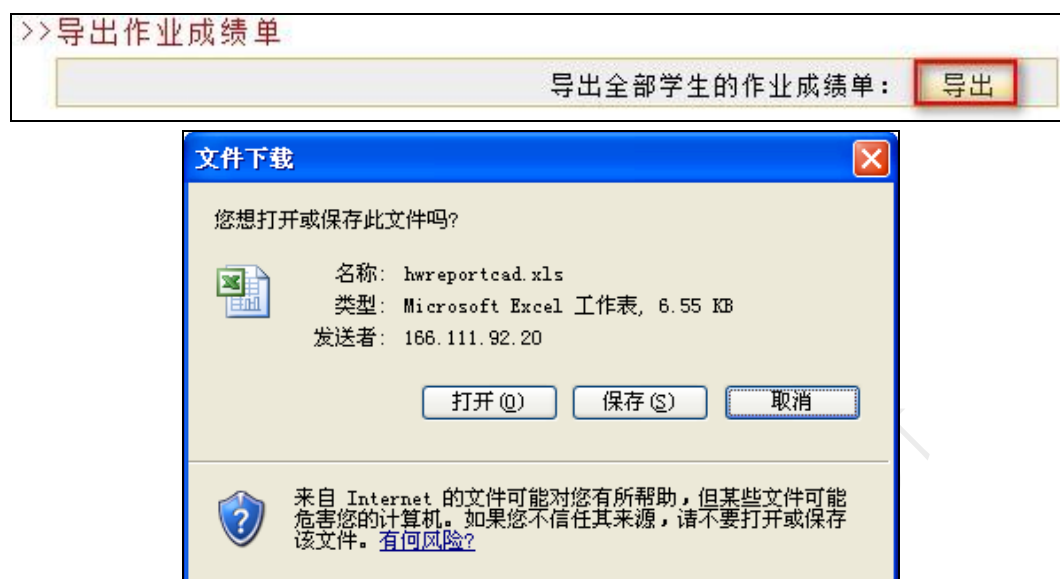 >>导出作业成绩单
导出全部学生的作业成绩单： 导出
文件下载
您想打开或保存此文件吗?
名称: hwreportcad.xls
类型: Microsoft Excel 工作表, 6.55 KB
发送者: 166.111.92.20
打开(O) 保存(S) 取消
来自 Internet 的文件可能对您有所帮助，但某些文件可能
危害您的计算机。如果您不信任其来源，请不要打开或保存
该文件。有何风险?